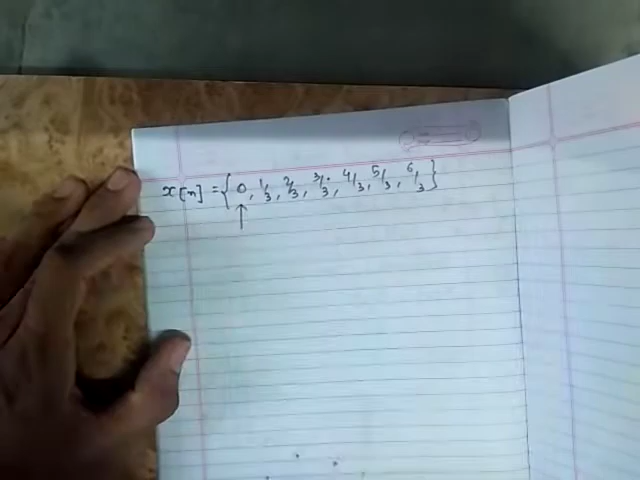 x[n] = { 0, 1/3, 2/3, 3/3, 4/3, 5/3, 6/3 }
↑